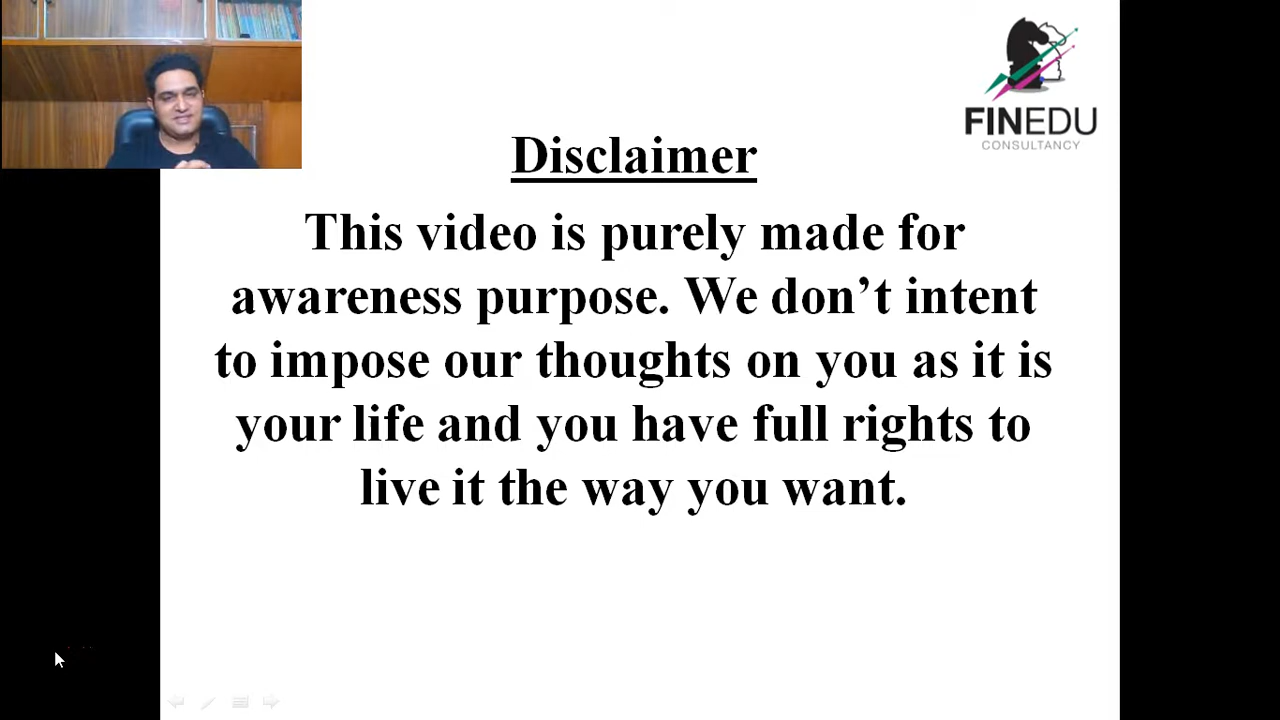 FINEDU
CONSULTANCY
Disclaimer
This video is purely made for
awareness purpose. We don’t intent
to impose our thoughts on you as it is
your life and you have full rights to
live it the way you want.